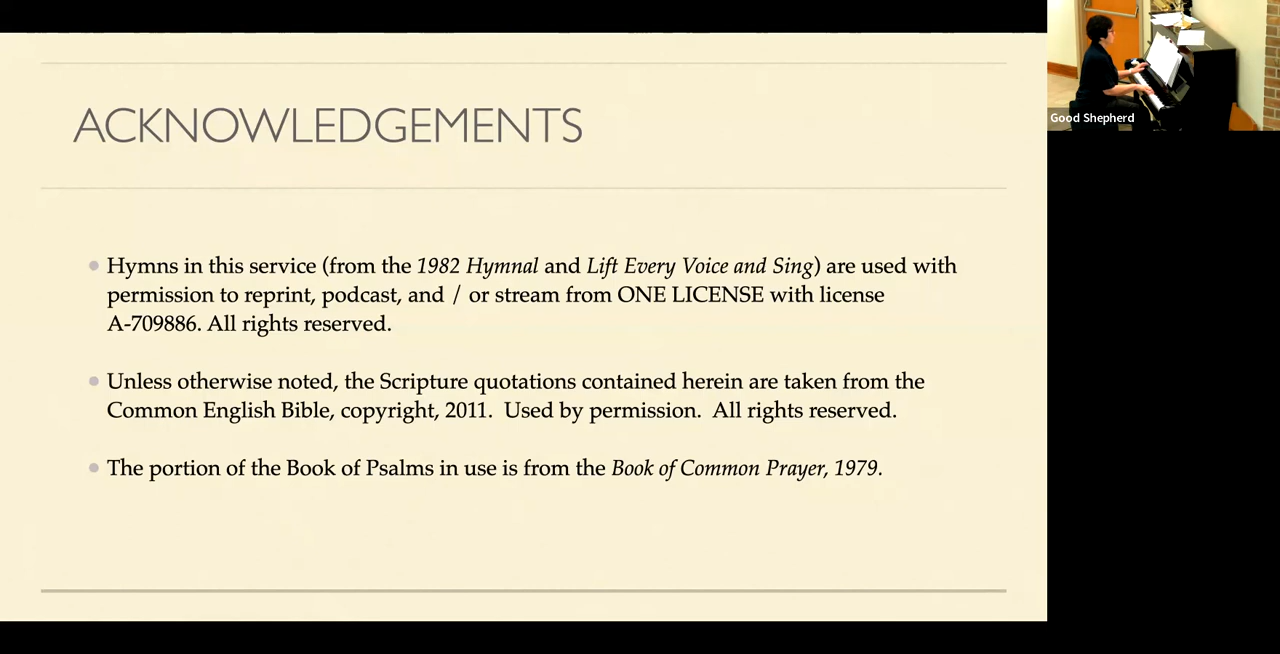 ACKNOWLEDGEMENTS
Hymns in this service (from the 1982 Hymnal and Lift Every Voice and Sing) are used with
permission to reprint, podcast, and / or stream from ONE LICENSE with license
A-709886. All rights reserved.
Unless otherwise noted, the Scripture quotations contained herein are taken from the
Common English Bible, copyright, 2011.  Used by permission.  All rights reserved.
The portion of the Book of Psalms in use is from the Book of Common Prayer, 1979.
Good Shepherd